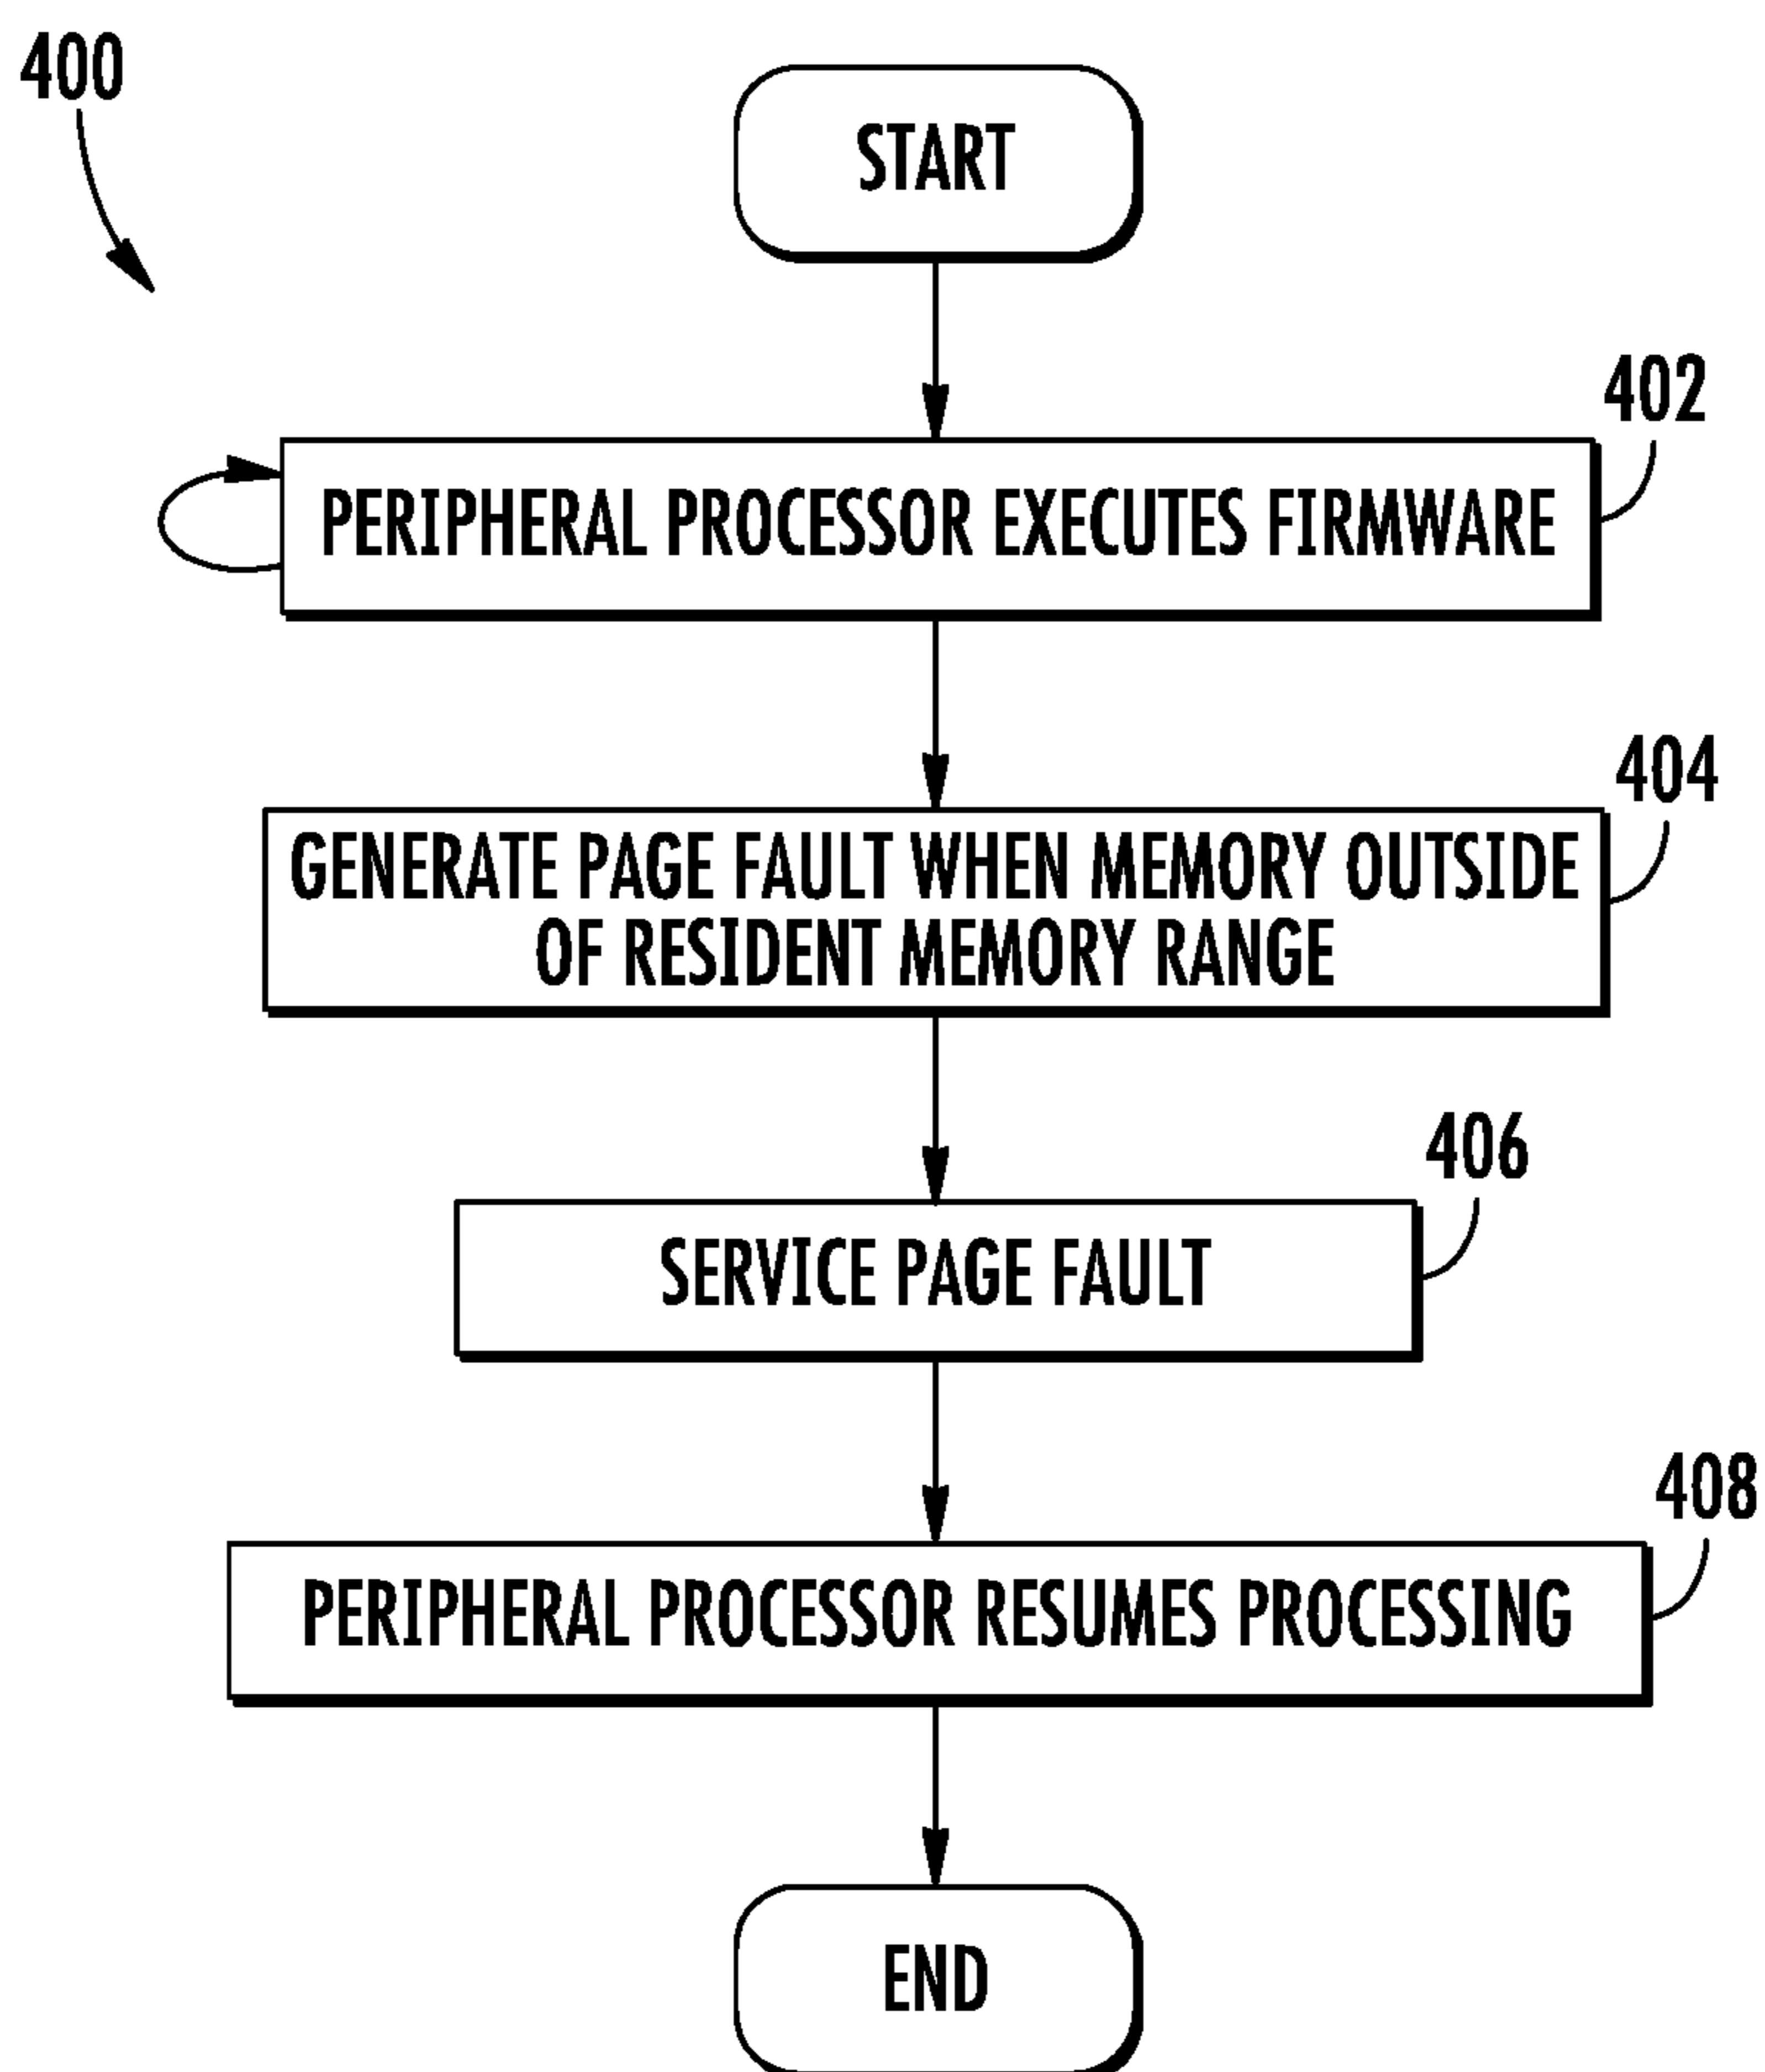 400
START
402
PERIPHERAL PROCESSOR EXECUTES FIRMWARE
404
GENERATE PAGE FAULT WHEN MEMORY OUTSIDE
OF RESIDENT MEMORY RANGE
406
SERVICE PAGE FAULT
408
PERIPHERAL PROCESSOR RESUMES PROCESSING
END